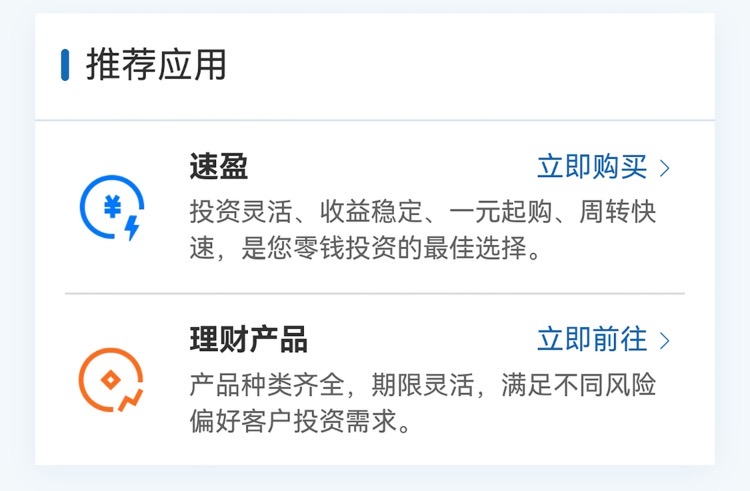 推荐应用
速盈
立即购买 >
投资灵活、收益稳定、一元起购、周转快
速，是您零钱投资的最佳选择。
理财产品
立即前往 >
产品种类齐全，期限灵活，满足不同风险
偏好客户投资需求。